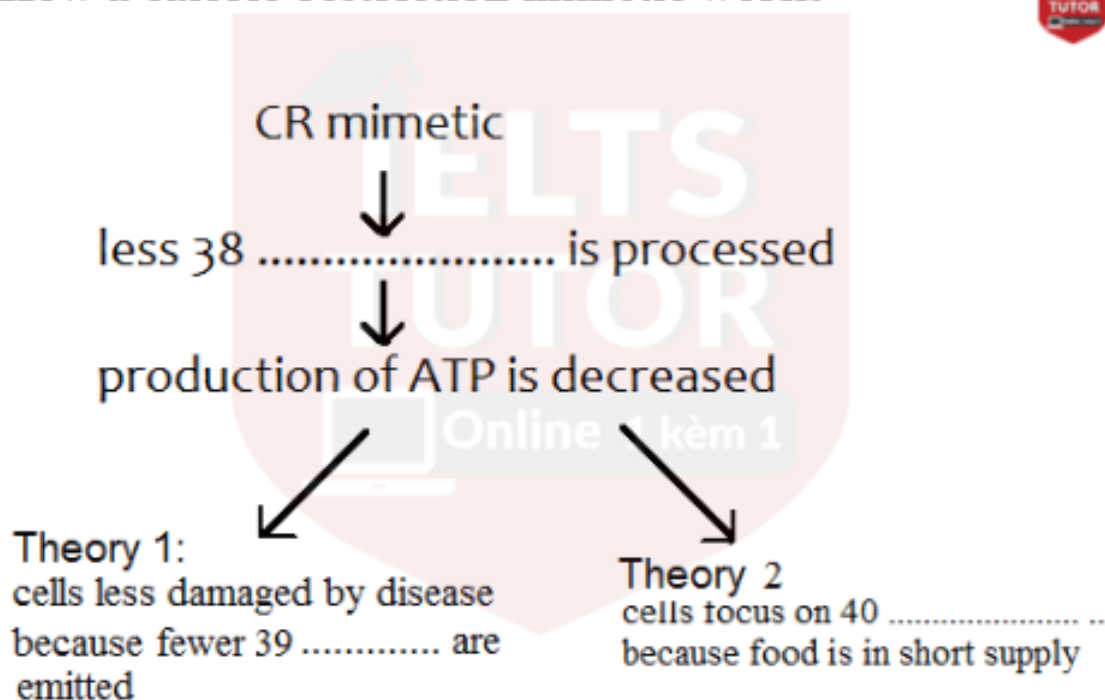 TUTOR
CR mimetic
IELTS
less 38 ....................... is processed
TUTOR
production of ATP is decreased
Online 1 kèm 1
Theory 1:
cells less damaged by disease
because fewer 39 ............. are
emitted
Theory 2
cells focus on 40 ..................... ..
because food is in short supply